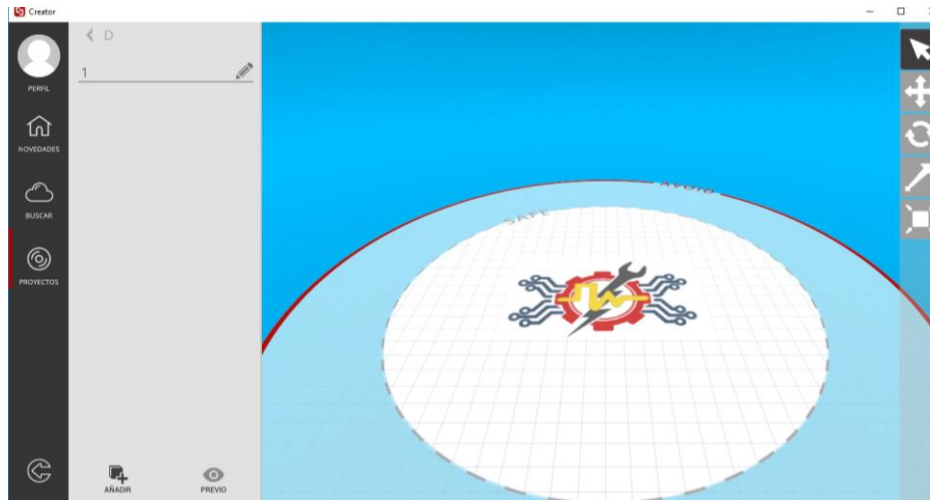 Creator
D
1
PERFIL
NOVEDADES
BUSCAR
PROYECTOS
AÑADIR
PREVIO
SAFE
AVOID